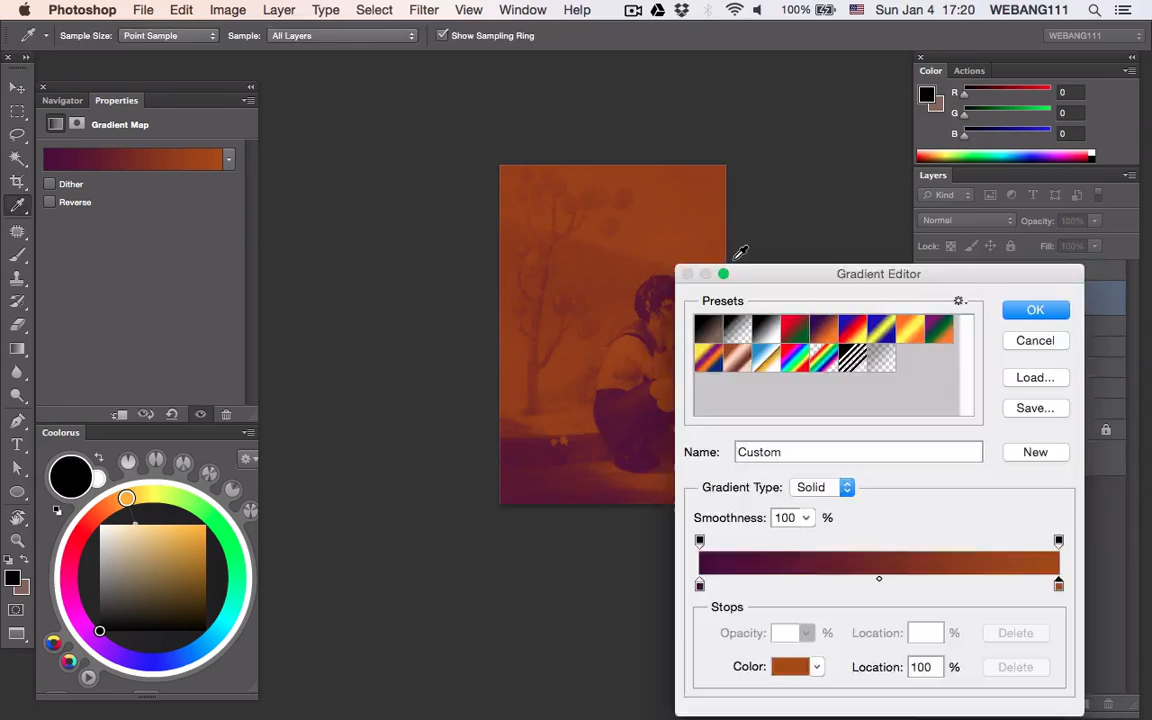 Photoshop File Edit Image Layer Type Select Filter View Window Help 100% Sun Jan 4 17:20 WEBANG111
Sample Size: Point Sample Sample: All Layers Show Sampling Ring WEBANG111
Navigator Properties
Gradient Map
Dither
Reverse
Coolorus
Color Actions
R 0
G 0
B 0
Layers
Kind
Normal Opacity: 100%
Lock: Fill: 100%
Gradient Editor
Presets
OK
Cancel
Load...
Save...
Name: Custom New
Gradient Type: Solid
Smoothness: 100 %
Stops
Opacity: % Location: % Delete
Color: Location: 100 % Delete